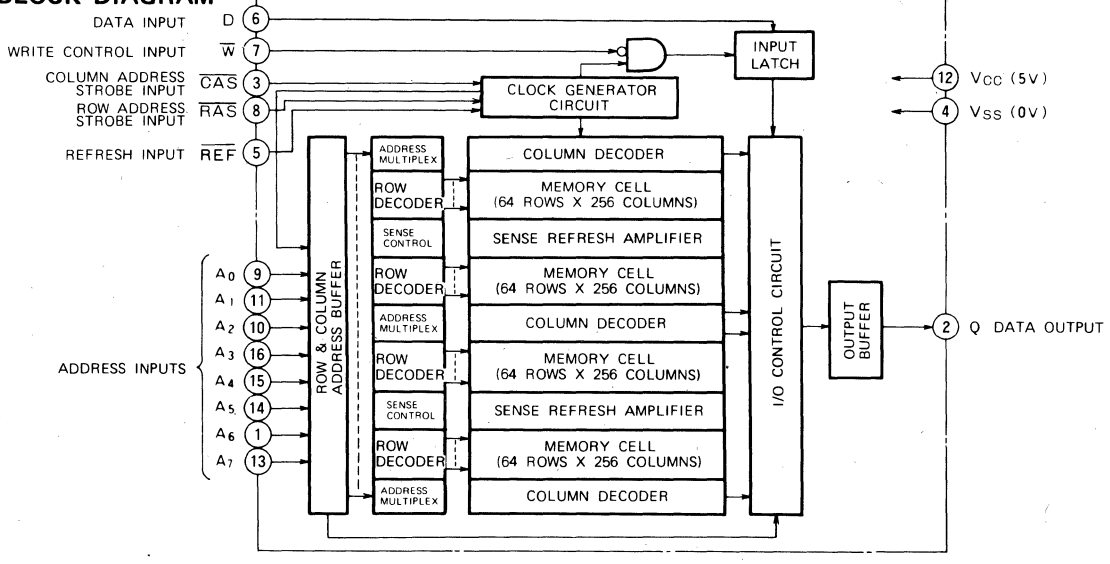 BLOCK DIAGRAM
DATA INPUT D 6
WRITE CONTROL INPUT W̅ 7
COLUMN ADDRESS
STROBE INPUT C̅A̅S̅ 3
ROW ADDRESS
STROBE INPUT R̅A̅S̅ 8
REFRESH INPUT R̅E̅F̅ 5
ADDRESS INPUTS
A0 9
A1 11
A2 10
A3 16
A4 15
A5 14
A6 1
A7 13
INPUT
LATCH
CLOCK GENERATOR
CIRCUIT
12 VCC (5V)
4 VSS (0V)
ROW & COLUMN
ADDRESS BUFFER
ADDRESS
MULTIPLEX
COLUMN DECODER
ROW
DECODER
MEMORY CELL
(64 ROWS X 256 COLUMNS)
SENSE
CONTROL
SENSE REFRESH AMPLIFIER
ROW
DECODER
MEMORY CELL
(64 ROWS X 256 COLUMNS)
ADDRESS
MULTIPLEX
COLUMN DECODER
ROW
DECODER
MEMORY CELL
(64 ROWS X 256 COLUMNS)
SENSE
CONTROL
SENSE REFRESH AMPLIFIER
ROW
DECODER
MEMORY CELL
(64 ROWS X 256 COLUMNS)
ADDRESS
MULTIPLEX
COLUMN DECODER
I/O CONTROL CIRCUIT
OUTPUT
BUFFER
2 Q DATA OUTPUT